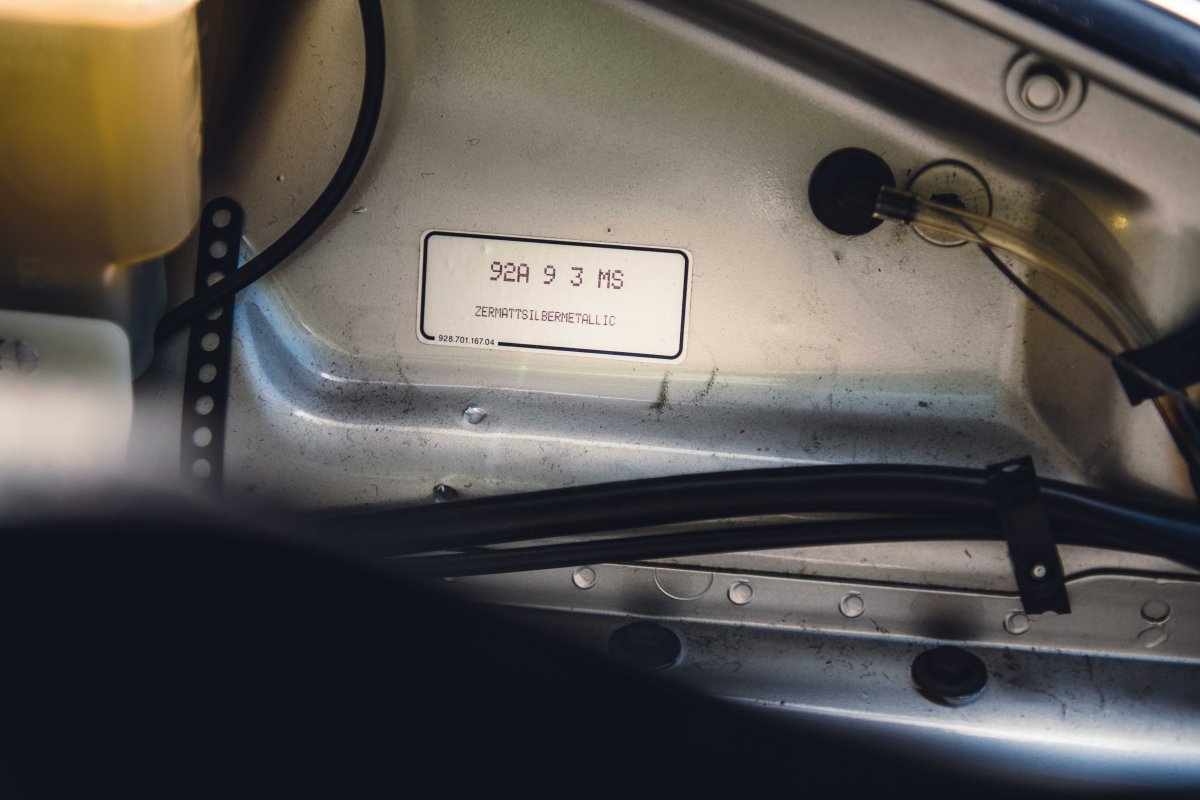 92A 9 3 MS
ZERMATTSILBERMETALLIC
928.701.167.04